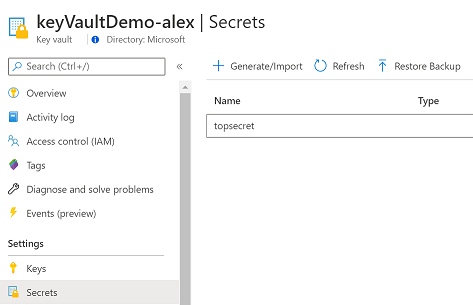 keyVaultDemo-alex | Secrets
Key vault | Directory: Microsoft
Search (Ctrl+/) «
Generate/Import Refresh Restore Backup
Overview
Activity log
Access control (IAM)
Tags
Diagnose and solve problems
Events (preview)
Settings
Keys
Secrets
Name Type
topsecret